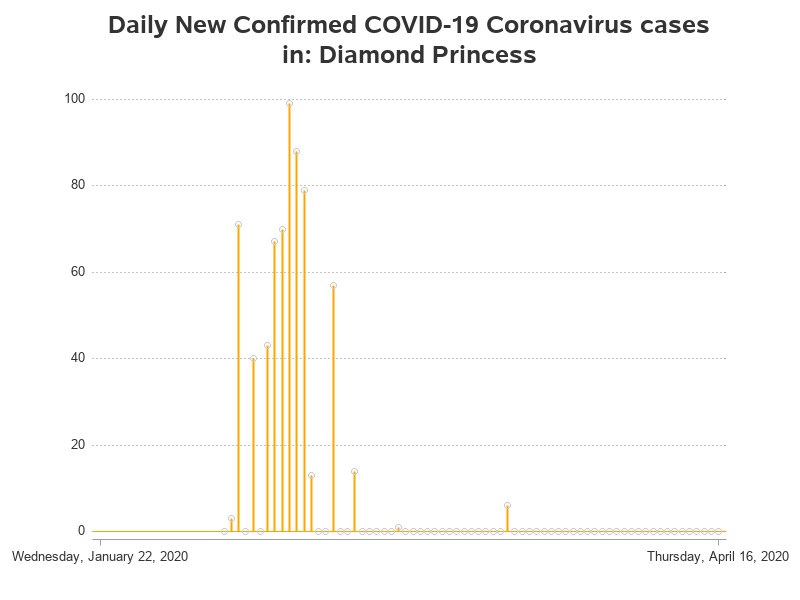 Daily New Confirmed COVID-19 Coronavirus cases
in: Diamond Princess
100
80
60
40
20
0
Wednesday, January 22, 2020
Thursday, April 16, 2020